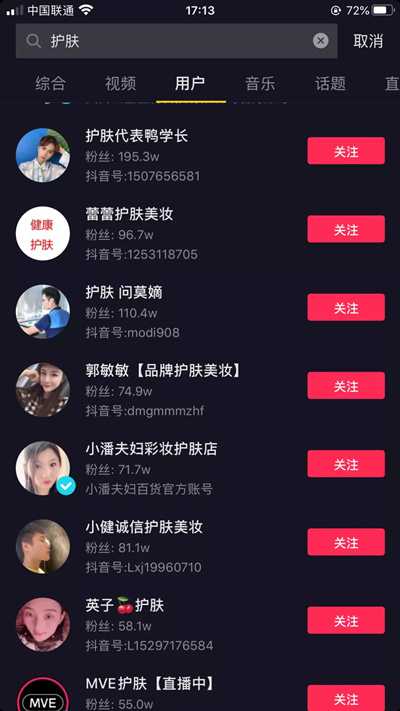 中国联通
17:13
72%
护肤
取消
综合
视频
用户
音乐
话题
直
护肤代表鸭学长
粉丝: 195.3w
抖音号:1507656581
关注
健康
护肤
蕾蕾护肤美妆
粉丝: 96.7w
抖音号:1253118705
关注
护肤 问莫嫡
粉丝: 110.4w
抖音号:modi908
关注
郭敏敏【品牌护肤美妆】
粉丝: 74.9w
抖音号:dmgmmmzhf
关注
小潘夫妇彩妆护肤店
粉丝: 71.7w
小潘夫妇百货官方账号
关注
小健诚信护肤美妆
粉丝: 81.1w
抖音号:Lxj19960710
关注
英子🍒护肤
粉丝: 58.1w
抖音号:L15297176584
关注
MVE
MVE护肤【直播中】
粉丝: 55.0w
关注